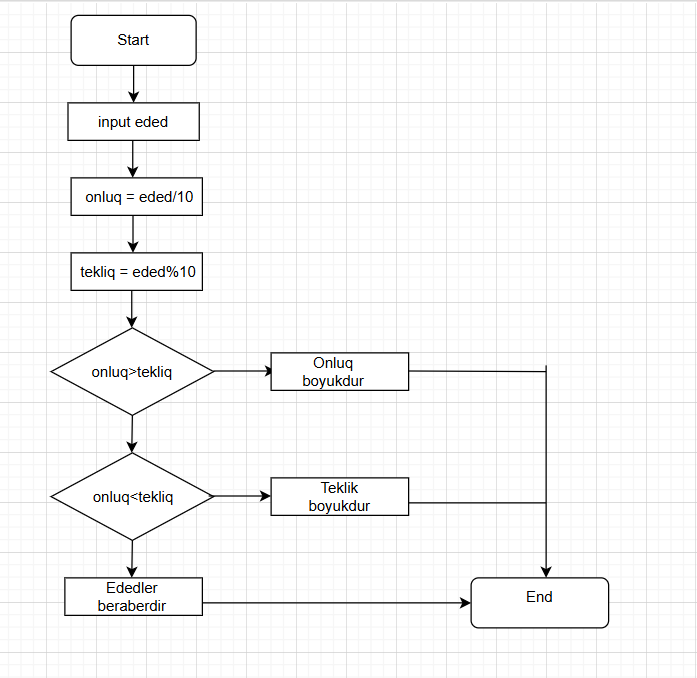 Start
input eded
onluq = eded/10
tekliq = eded%10
onluq>tekliq
Onluq
boyukdur
onluq<tekliq
Teklik
boyukdur
Ededler
beraberdir
End